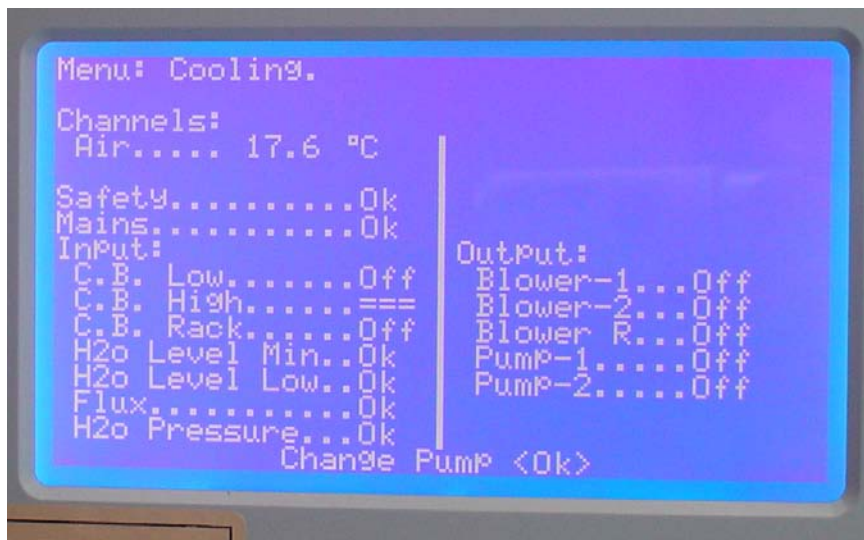 Menu: Cooling.
Channels:
Air..... 17.6 °C
Safety...........Ok
Mains............Ok
Input:
C.B. Low.......Off
C.B. High......===
C.B. Rack......Off
H2o Level Min..Ok
H2o Level Low..Ok
Flux...........Ok
H2o Pressure...Ok
Output:
Blower-1...Off
Blower-2...Off
Blower R...Off
Pump-1.....Off
Pump-2.....Off
Change Pump <Ok>